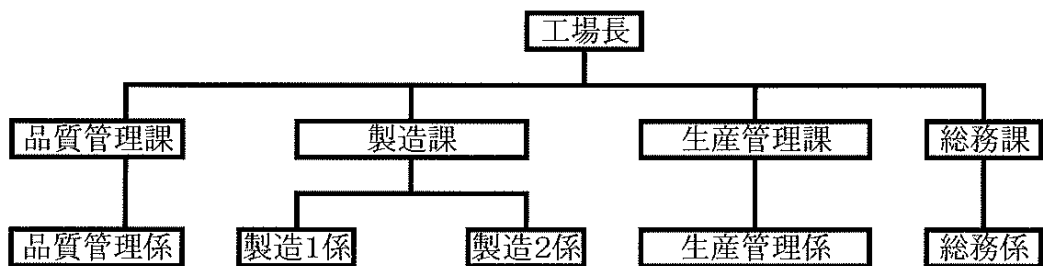 工場長
品質管理課
製造課
生産管理課
総務課
品質管理係
製造1係
製造2係
生産管理係
総務係